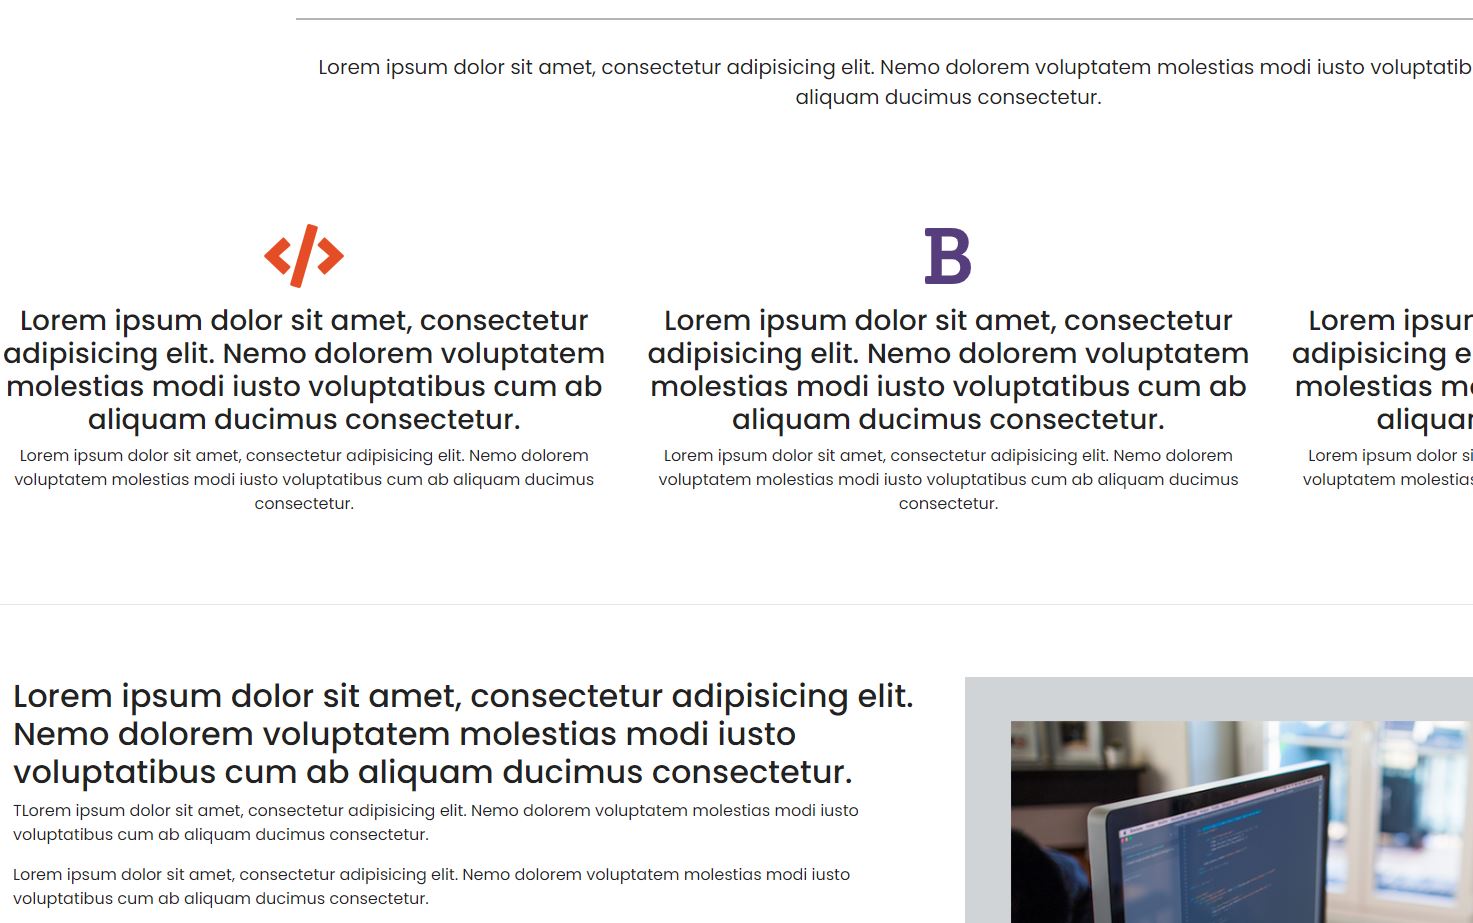 Lorem ipsum dolor sit amet, consectetur adipisicing elit. Nemo dolorem voluptatem molestias modi iusto voluptatib
aliquam ducimus consectetur.
</>
B
Lorem ipsum dolor sit amet, consectetur
adipisicing elit. Nemo dolorem voluptatem
molestias modi iusto voluptatibus cum ab
aliquam ducimus consectetur.
Lorem ipsum dolor sit amet, consectetur adipisicing elit. Nemo dolorem
voluptatem molestias modi iusto voluptatibus cum ab aliquam ducimus
consectetur.
Lorem ipsum dolor sit amet, consectetur
adipisicing elit. Nemo dolorem voluptatem
molestias modi iusto voluptatibus cum ab
aliquam ducimus consectetur.
Lorem ipsum dolor sit amet, consectetur adipisicing elit. Nemo dolorem
voluptatem molestias modi iusto voluptatibus cum ab aliquam ducimus
consectetur.
Lorem ipsu
adipisicing e
molestias m
aliqua
Lorem ipsum dolor si
voluptatem molestias
Lorem ipsum dolor sit amet, consectetur adipisicing elit.
Nemo dolorem voluptatem molestias modi iusto
voluptatibus cum ab aliquam ducimus consectetur.
TLorem ipsum dolor sit amet, consectetur adipisicing elit. Nemo dolorem voluptatem molestias modi iusto
voluptatibus cum ab aliquam ducimus consectetur.
Lorem ipsum dolor sit amet, consectetur adipisicing elit. Nemo dolorem voluptatem molestias modi iusto
voluptatibus cum ab aliquam ducimus consectetur.